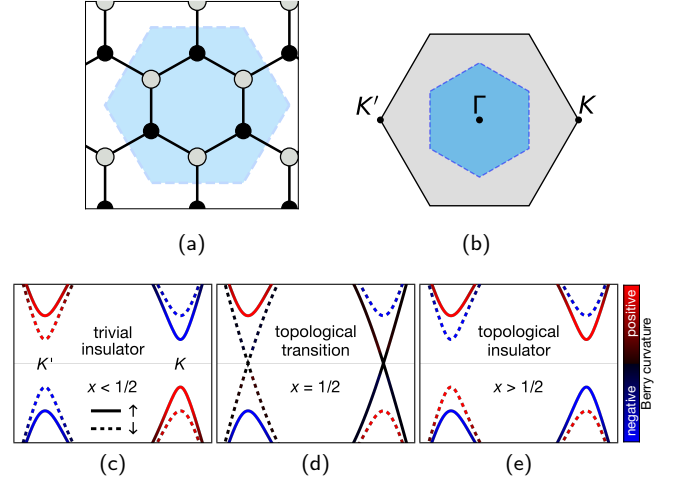 (a)
K′
Γ
K
(b)
trivial
insulator
K'
K
x < 1/2
↑
↓
(c)
topological
transition
x = 1/2
(d)
topological
insulator
x > 1/2
(e)
negative
positive
Berry curvature